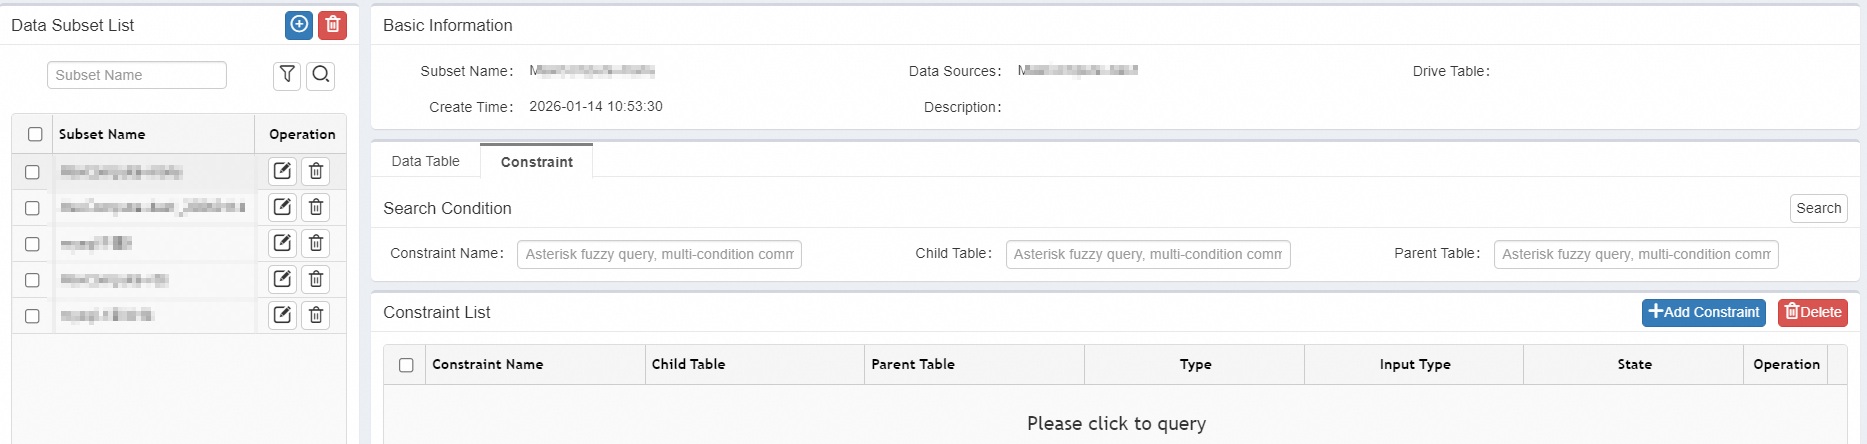 Data Subset List
Subset Name
Subset Name Operation
Basic Information
Subset Name: Data Sources: Drive Table:
Create Time: 2026-01-14 10:53:30 Description:
Data Table Constraint
Search Condition Search
Constraint Name: Asterisk fuzzy query, multi-condition comm Child Table: Asterisk fuzzy query, multi-condition comm Parent Table: Asterisk fuzzy query, multi-condition comm
Constraint List Add Constraint Delete
Constraint Name Child Table Parent Table Type Input Type State Operation
Please click to query